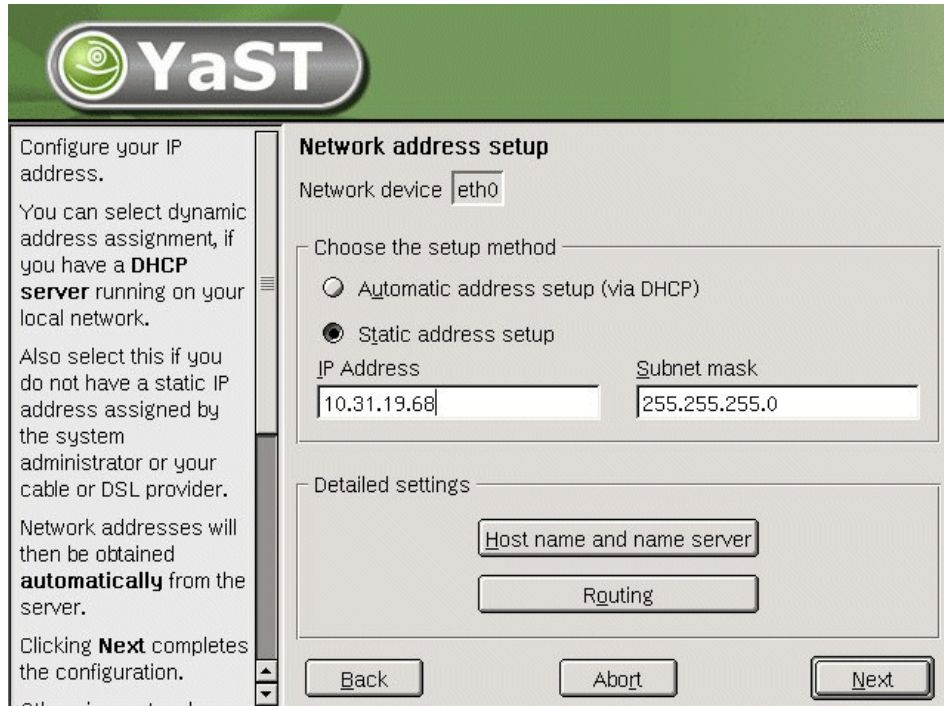 YaST
Configure your IP
address.
You can select dynamic
address assignment, if
you have a DHCP
server running on your
local network.
Also select this if you
do not have a static IP
address assigned by
the system
administrator or your
cable or DSL provider.
Network addresses will
then be obtained
automatically from the
server.
Clicking Next completes
the configuration.
Network address setup
Network device eth0
Choose the setup method
Automatic address setup (via DHCP)
Static address setup
IP Address
Subnet mask
10.31.19.68
255.255.255.0
Detailed settings
Host name and name server
Routing
Back
Abort
Next